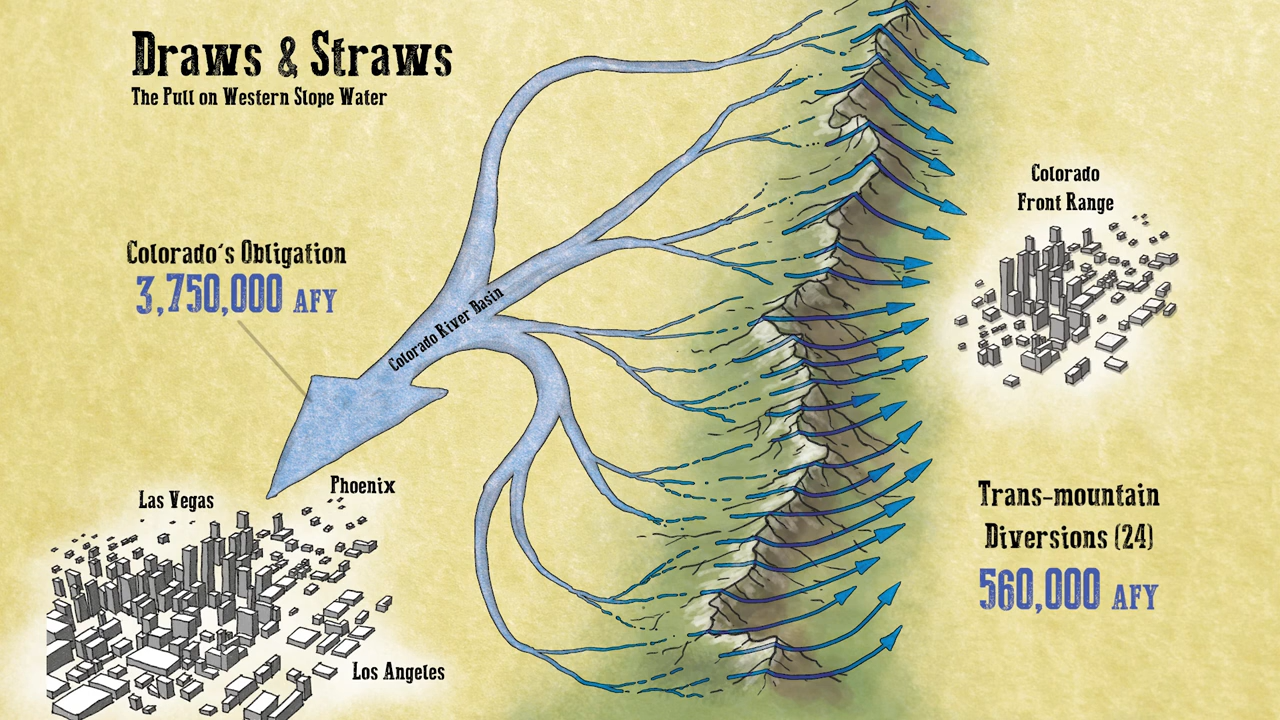 Draws & Straws
The Pull on Western Slope Water
Colorado
Front Range
Colorado's Obligation
3,750,000 AFY
Colorado River Basin
Las Vegas
Phoenix
Los Angeles
Trans-mountain
Diversions (24)
560,000 AFY